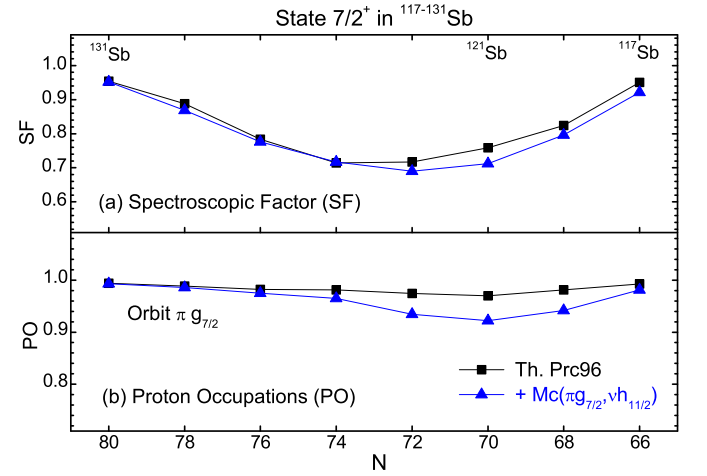 State 7/2⁺ in ¹¹⁷⁻¹³¹Sb
¹³¹Sb
¹²¹Sb
¹¹⁷Sb
SF
1.0
0.9
0.8
0.7
0.6
(a) Spectroscopic Factor (SF)
PO
1.0
0.9
0.8
Orbit π g₇/₂
Th. Prc96
+ Mc(πg₇/₂,νh₁₁/₂)
(b) Proton Occupations (PO)
80 78 76 74 72 70 68 66
N